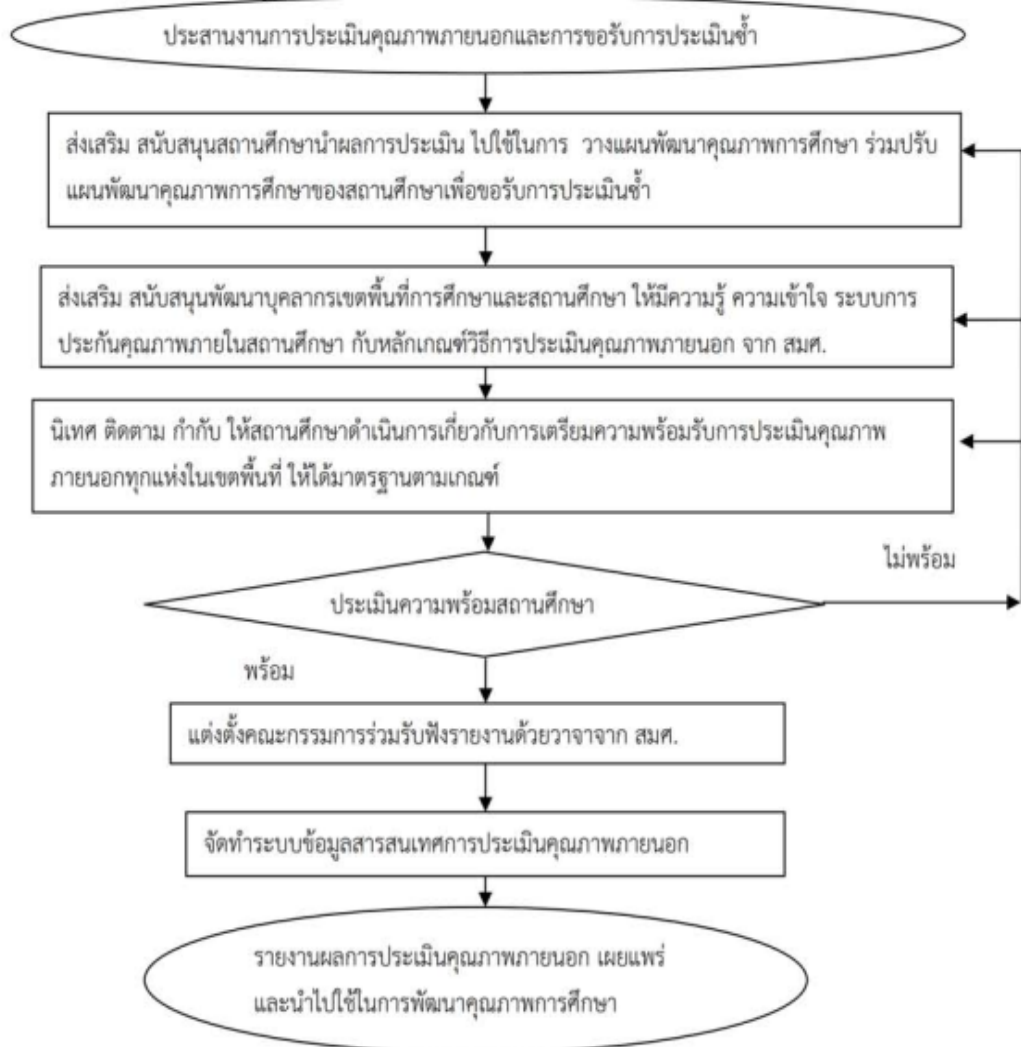 ประสานงานการประเมินคุณภาพภายนอกและการขอรับการประเมินซ้ำ
ส่งเสริม สนับสนุนสถานศึกษานำผลการประเมิน ไปใช้ในการ วางแผนพัฒนาคุณภาพการศึกษา ร่วมปรับ
แผนพัฒนาคุณภาพการศึกษาของสถานศึกษาเพื่อขอรับการประเมินซ้ำ
ส่งเสริม สนับสนุนพัฒนาบุคลากรเขตพื้นที่การศึกษาและสถานศึกษา ให้มีความรู้ ความเข้าใจ ระบบการ
ประกันคุณภาพภายในสถานศึกษา กับหลักเกณฑ์วิธีการประเมินคุณภาพภายนอก จาก สมศ.
นิเทศ ติดตาม กำกับ ให้สถานศึกษาดำเนินการเกี่ยวกับการเตรียมความพร้อมรับการประเมินคุณภาพ
ภายนอกทุกแห่งในเขตพื้นที่ ให้ได้มาตรฐานตามเกณฑ์
ไม่พร้อม
ประเมินความพร้อมสถานศึกษา
พร้อม
แต่งตั้งคณะกรรมการร่วมรับฟังรายงานด้วยวาจาจาก สมศ.
จัดทำระบบข้อมูลสารสนเทศการประเมินคุณภาพภายนอก
รายงานผลการประเมินคุณภาพภายนอก เผยแพร่
และนำไปใช้ในการพัฒนาคุณภาพการศึกษา